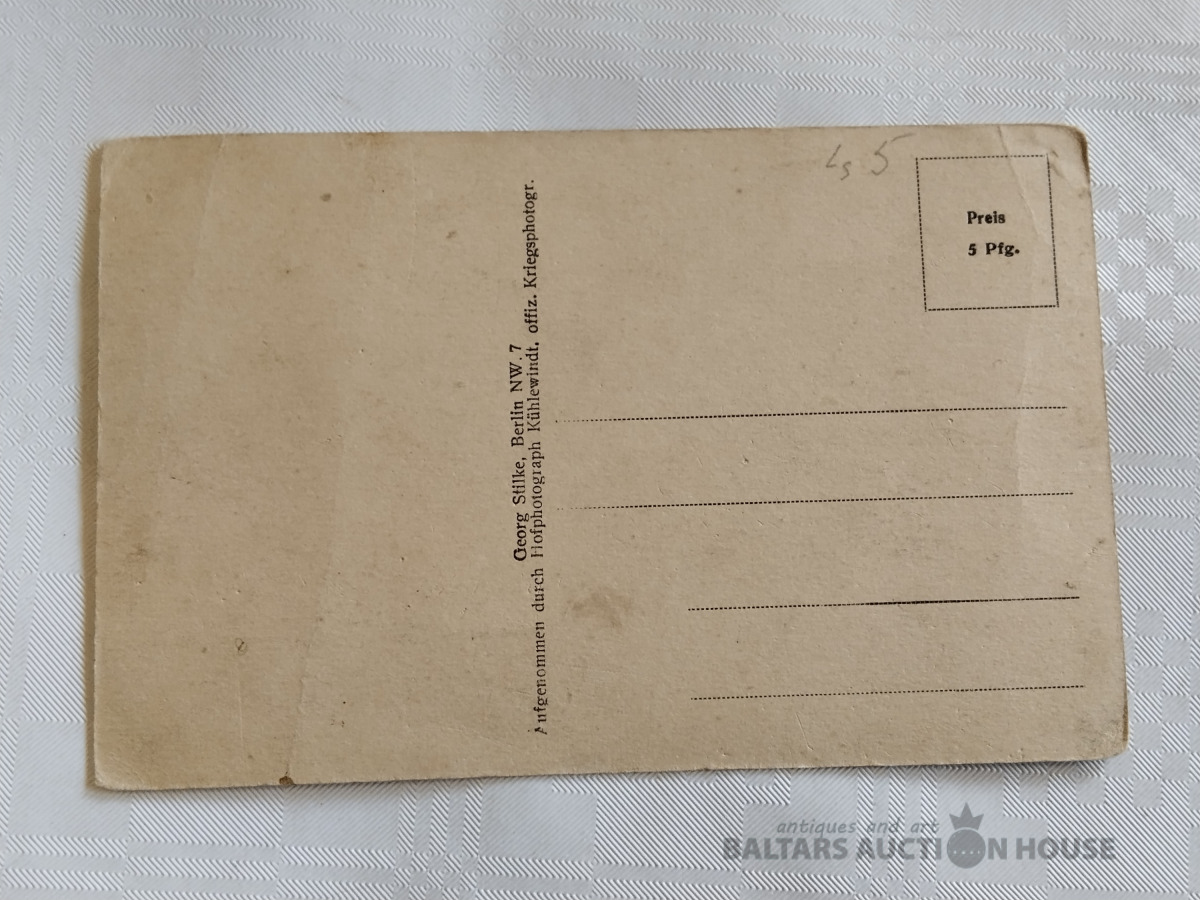 Ls 5
Preis
5 Pfg.
Georg Stilke, Berlin NW. 7
Aufgenommen durch Hofphotograph Kühlewindt, offiz. Kriegsphotogr.
antiques and art
BALTARS AUCTION HOUSE